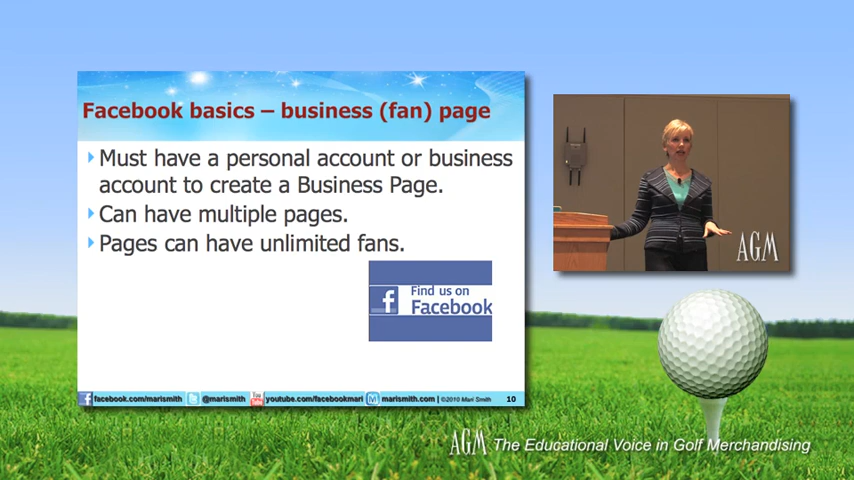 Facebook basics – business (fan) page
Must have a personal account or business
account to create a Business Page.
Can have multiple pages.
Pages can have unlimited fans.
f Find us on
Facebook
f facebook.com/marismith @marismith You Tube youtube.com/facebookmari marismith.com | ©2010 Mari Smith 10
AGM
AGM The Educational Voice in Golf Merchandising